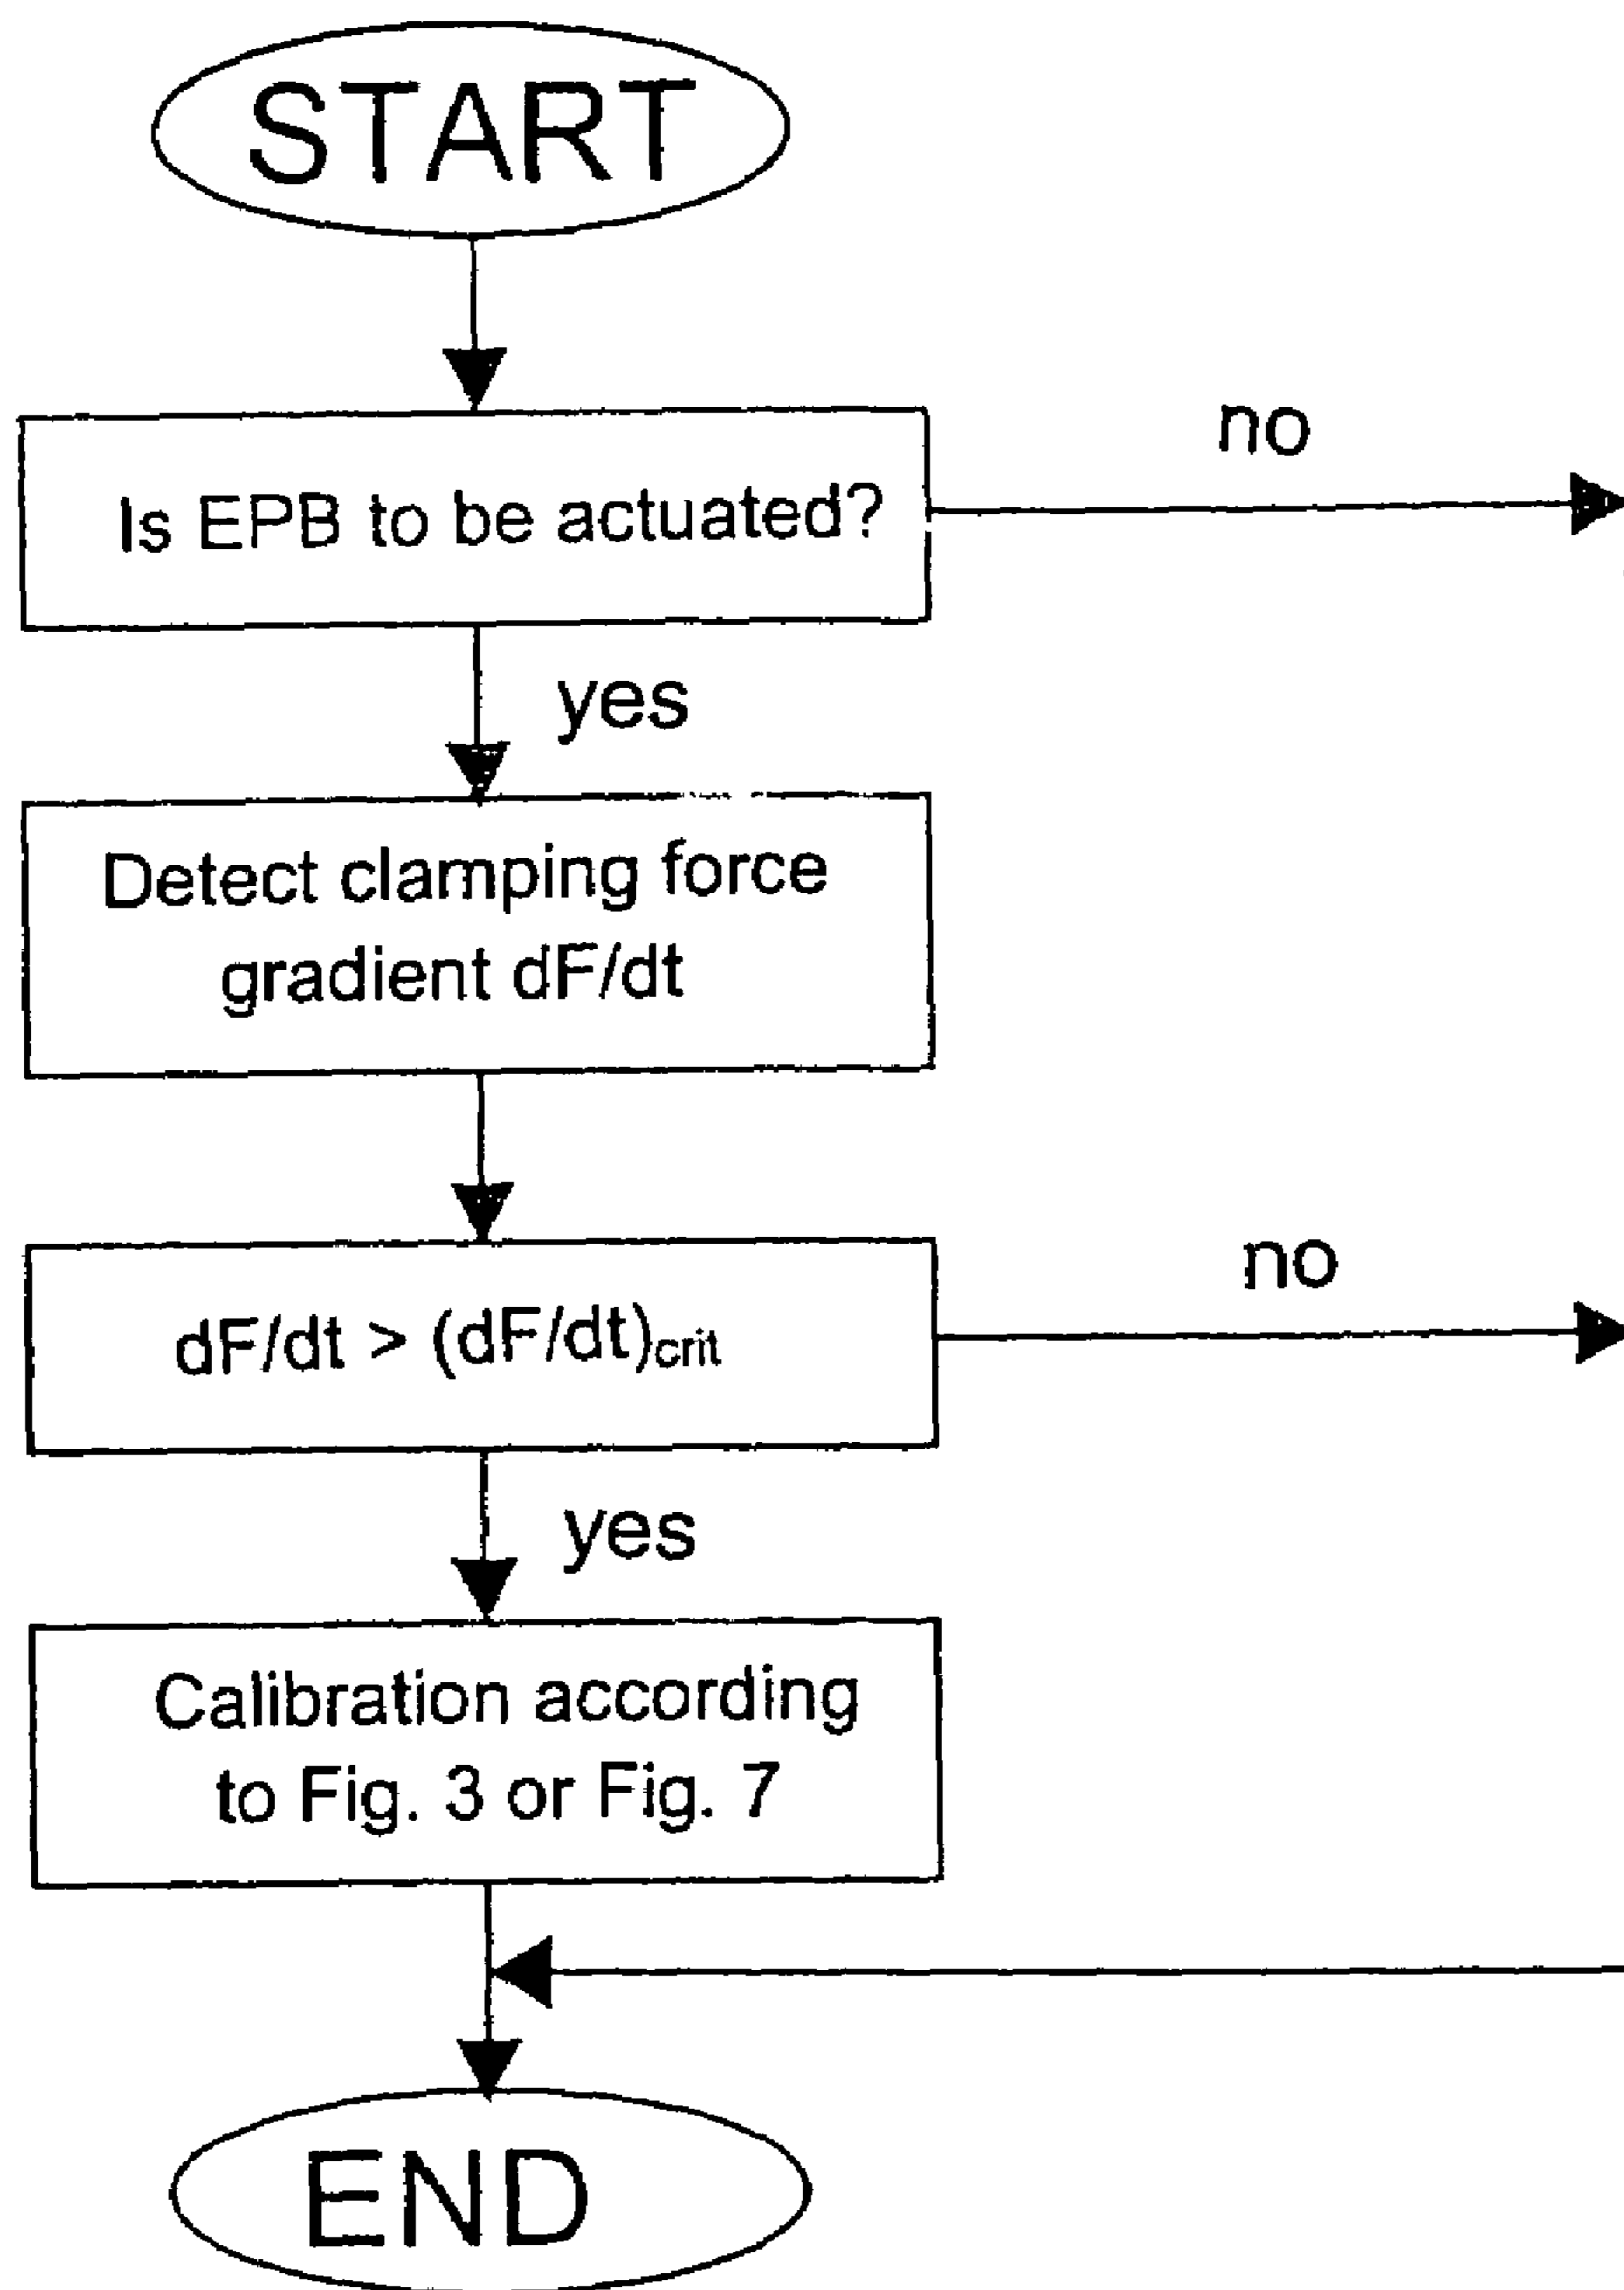 START
no
Is EPB to be actuated?
yes
Detect clamping force
gradient dF/dt
no
dF/dt > (dF/dt)crit
yes
Calibration according
to Fig. 3 or Fig. 7
END